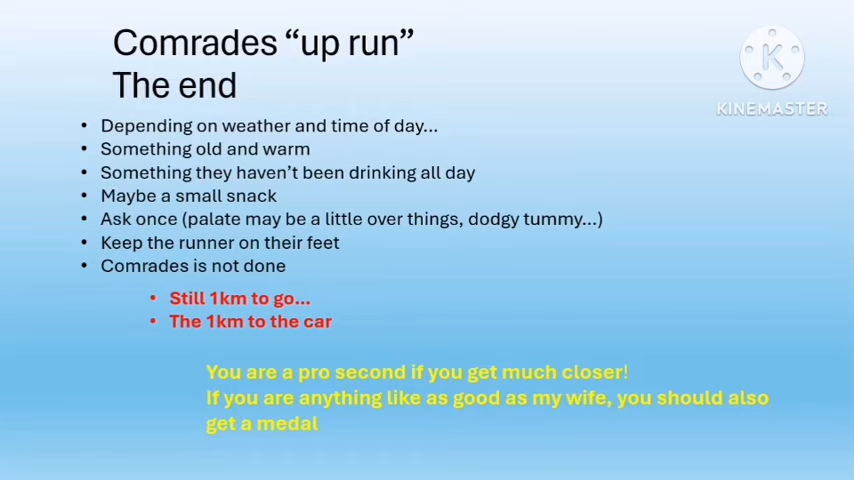 Comrades “up run”
The end
KINEMASTER
• Depending on weather and time of day...
• Something old and warm
• Something they haven’t been drinking all day
• Maybe a small snack
• Ask once (palate may be a little over things, dodgy tummy...)
• Keep the runner on their feet
• Comrades is not done
• Still 1km to go...
• The 1km to the car
You are a pro second if you get much closer!
If you are anything like as good as my wife, you should also
get a medal